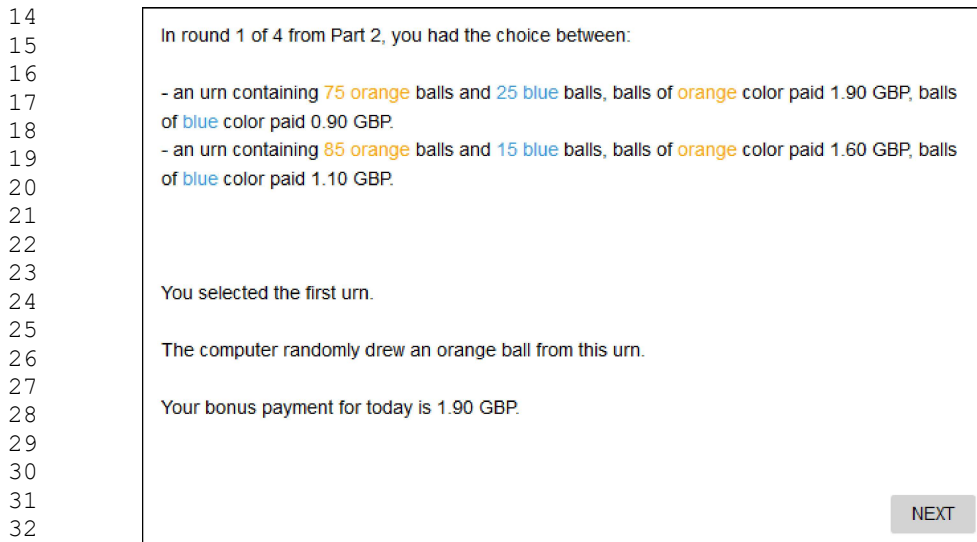 14
In round 1 of 4 from Part 2, you had the choice between:
15
16
- an urn containing 75 orange balls and 25 blue balls, balls of orange color paid 1.90 GBP, balls
17
of blue color paid 0.90 GBP.
18
- an urn containing 85 orange balls and 15 blue balls, balls of orange color paid 1.60 GBP, balls
19
of blue color paid 1.10 GBP.
20
21
22
23
You selected the first urn.
24
25
The computer randomly drew an orange ball from this urn.
26
27
Your bonus payment for today is 1.90 GBP.
28
29
30
31
NEXT
32